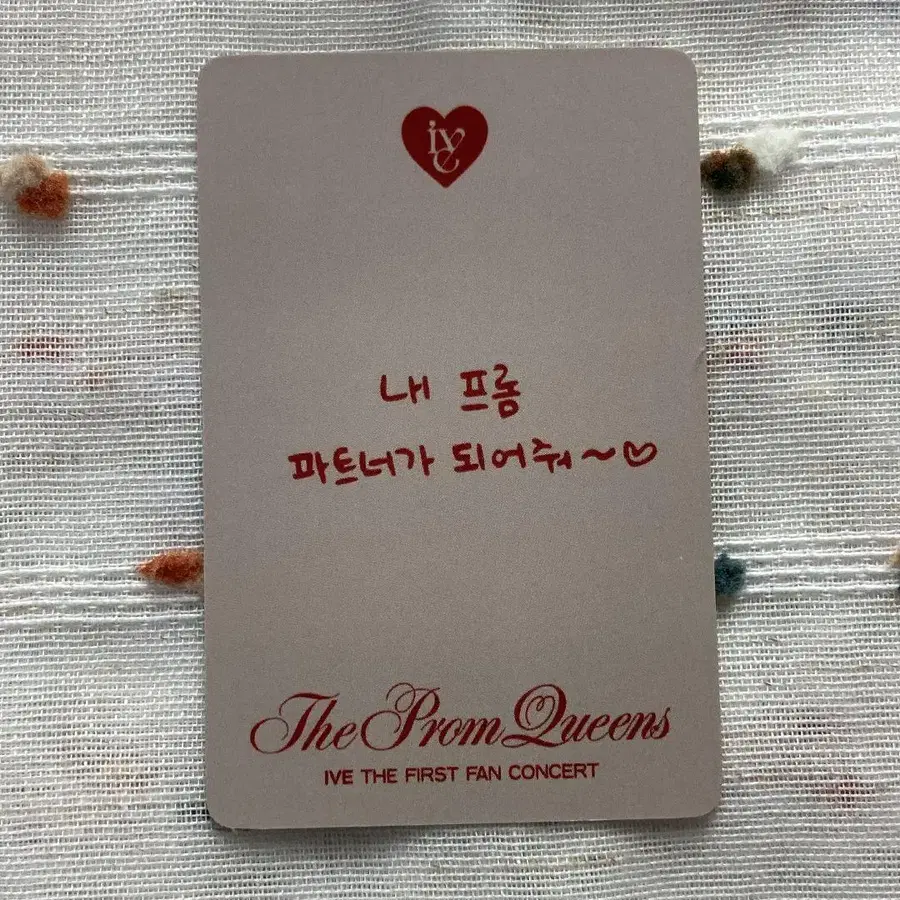 ive
내 프롬
파트너가 되어줘~♡
The Prom Queens
IVE THE FIRST FAN CONCERT